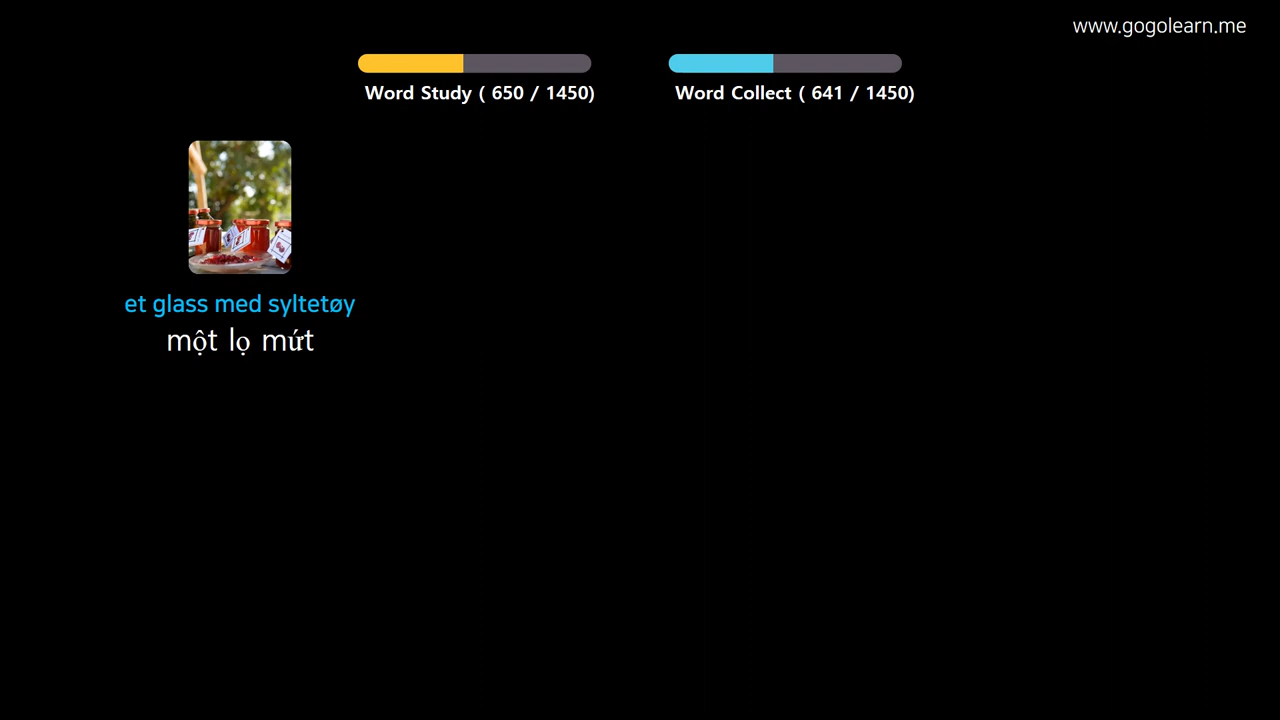 www.gogolearn.me
Word Study ( 650 / 1450)
Word Collect ( 641 / 1450)
et glass med syltetøy
một lọ mứt